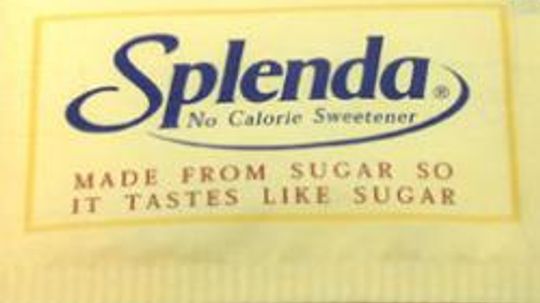 Splenda®
No Calorie Sweetener
MADE FROM SUGAR SO
IT TASTES LIKE SUGAR